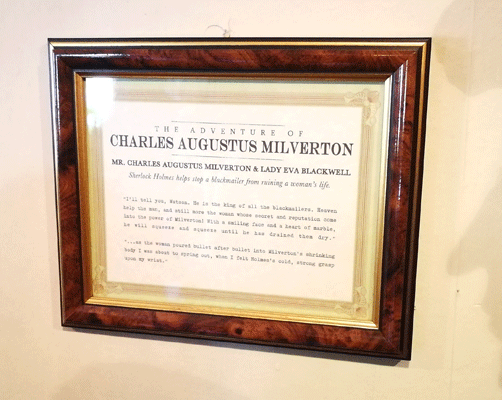 THE ADVENTURE OF
CHARLES AUGUSTUS MILVERTON
MR. CHARLES AUGUSTUS MILVERTON & LADY EVA BLACKWELL
Sherlock Holmes helps stop a blackmailer from ruining a woman's life.
"I'll tell you, Watson. He is the king of all the blackmailers. Heaven
help the man, and still more the woman whose secret and reputation come
into the power of Milverton! With a smiling face and a heart of marble,
he will squeeze and squeeze until he has drained them dry."
"...as the woman poured bullet after bullet into Milverton's shrinking
body I was about to spring out, when I felt Holmes's cold, strong grasp
upon my wrist."